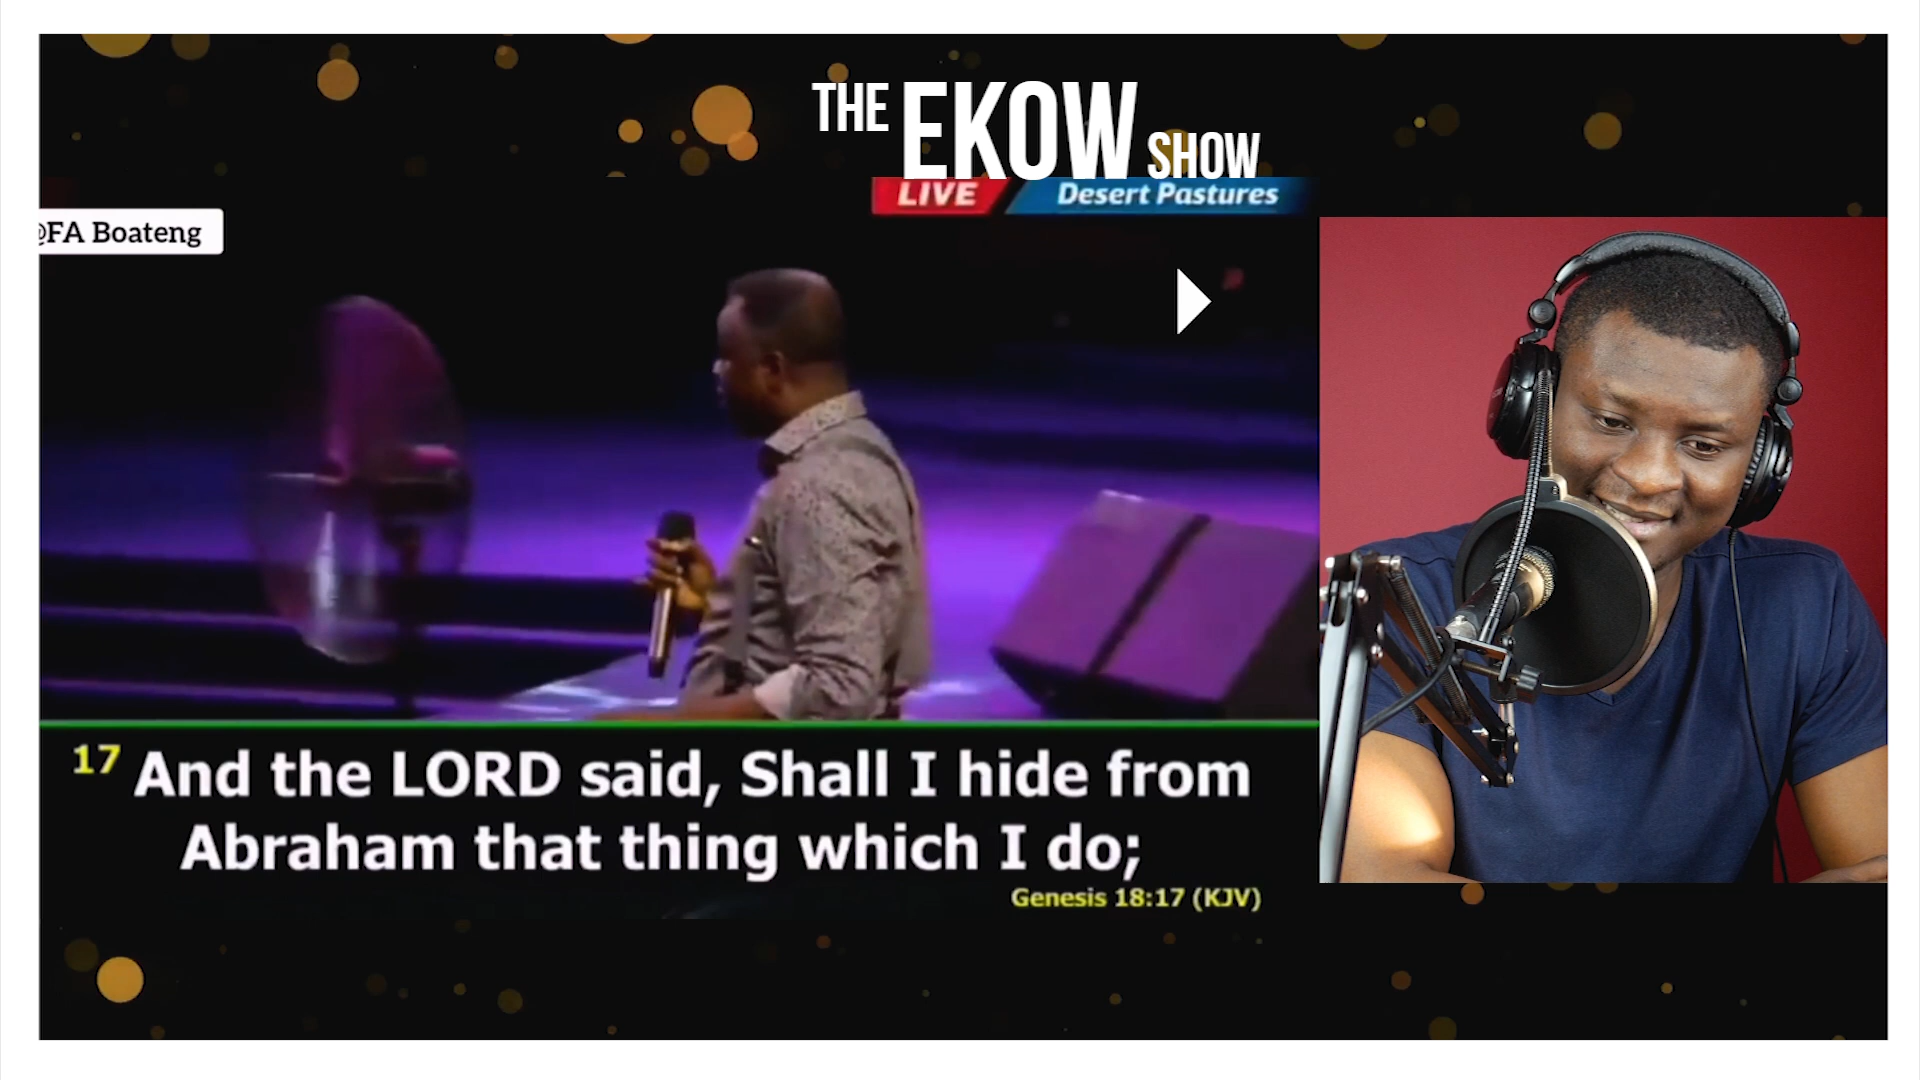 THE EKOW SHOW
LIVE Desert Pastures
@FA Boateng
17 And the LORD said, Shall I hide from
Abraham that thing which I do;
Genesis 18:17 (KJV)